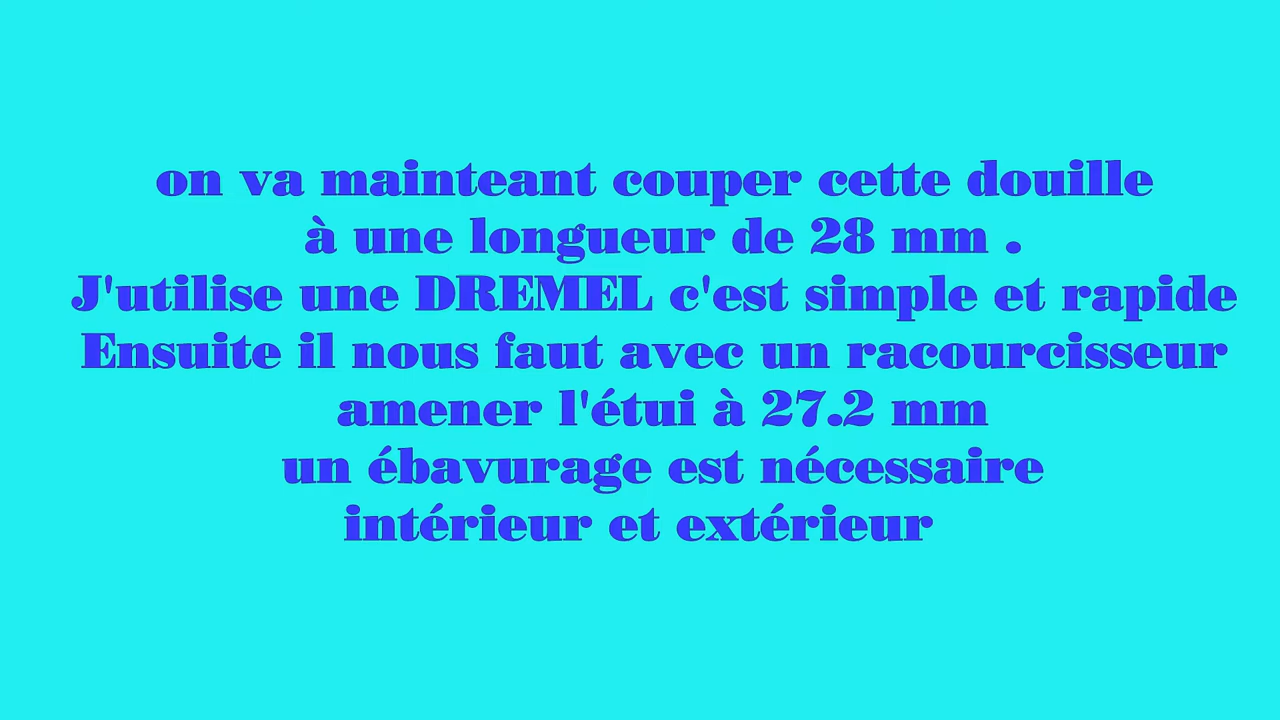 on va mainteant couper cette douille
à une longueur de 28 mm .
J'utilise une DREMEL c'est simple et rapide
Ensuite il nous faut avec un racourcisseur
amener l'étui à 27.2 mm
un ébavurage est nécessaire
intérieur et extérieur